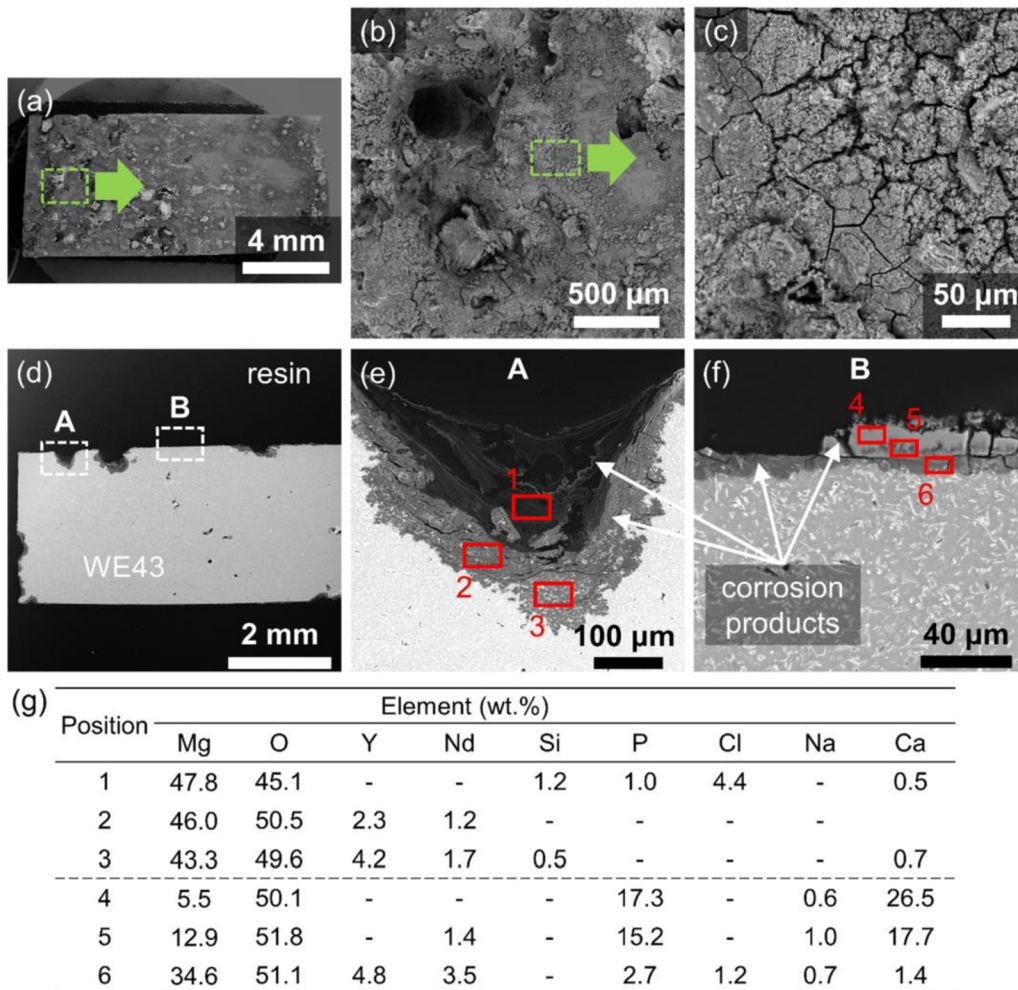 (a)
4 mm
(b)
500 µm
(c)
50 µm
(d)
resin
A
B
WE43
2 mm
(e)
A
1
2
3
100 µm
(f)
B
4
5
6
corrosion
products
40 µm
(g)
Element (wt.%)
Position
Mg O Y Nd Si P Cl Na Ca
1 47.8 45.1 - - 1.2 1.0 4.4 - 0.5
2 46.0 50.5 2.3 1.2 - - - -
3 43.3 49.6 4.2 1.7 0.5 - - - 0.7
4 5.5 50.1 - - - 17.3 - 0.6 26.5
5 12.9 51.8 - 1.4 - 15.2 - 1.0 17.7
6 34.6 51.1 4.8 3.5 - 2.7 1.2 0.7 1.4